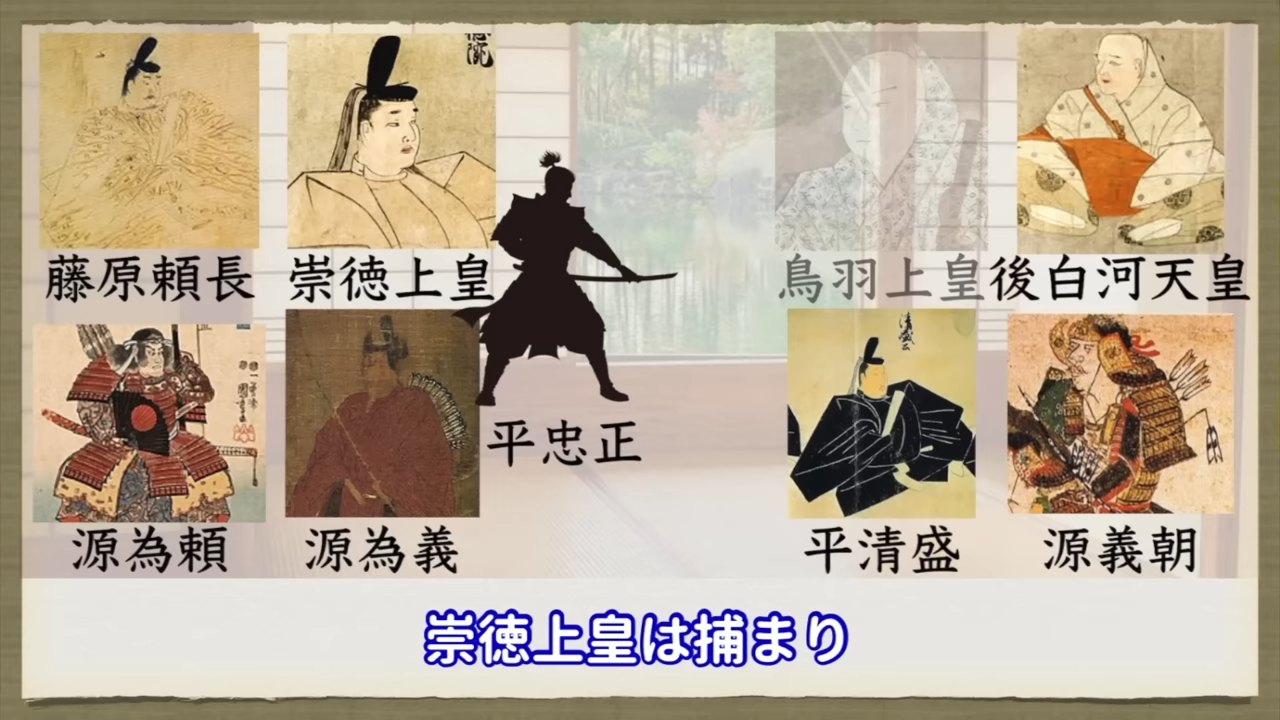 藤原頼長
崇徳上皇
鳥羽上皇
後白河天皇
平忠正
源為頼
源為義
平清盛
源義朝
崇徳上皇は捕まり